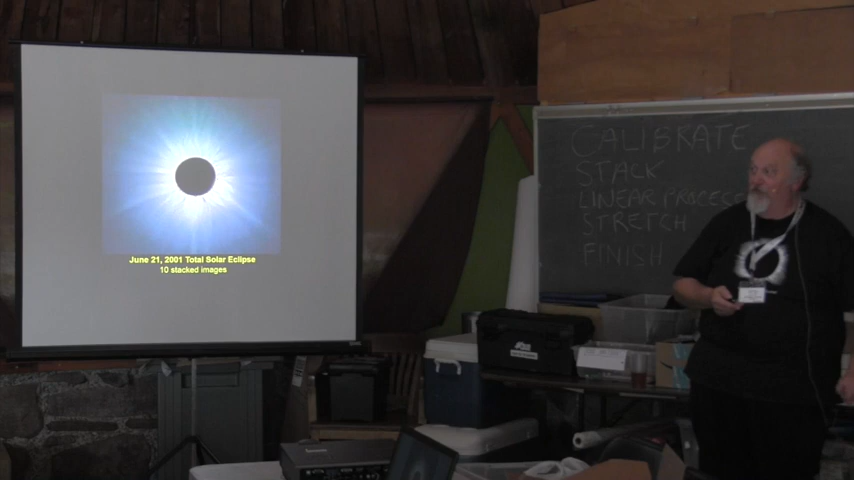 June 21, 2001 Total Solar Eclipse
10 stacked images
CALIBRATE
STACK
LINEAR PROCESS
STRETCH
FINISH